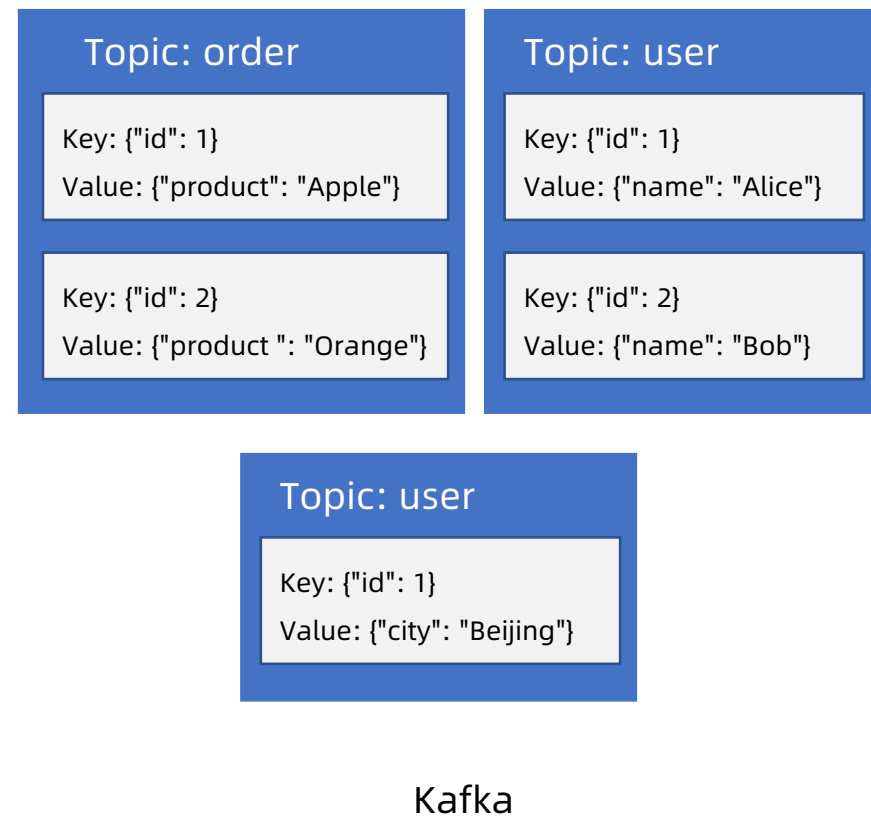 Topic: order
Key: {"id": 1}
Value: {"product": "Apple"}
Key: {"id": 2}
Value: {"product ": "Orange"}
Topic: user
Key: {"id": 1}
Value: {"name": "Alice"}
Key: {"id": 2}
Value: {"name": "Bob"}
Topic: user
Key: {"id": 1}
Value: {"city": "Beijing"}
Kafka